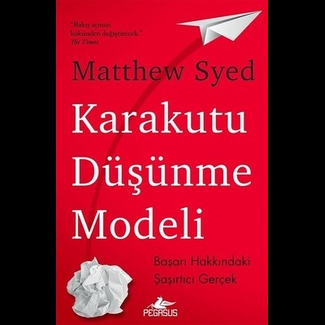 "Bakış açınızı
kökünden değiştirecek."
The Times
Matthew Syed
Karakutu
Düşünme
Modeli
Başarı Hakkındaki
Şaşırtıcı Gerçek
PEGASUS